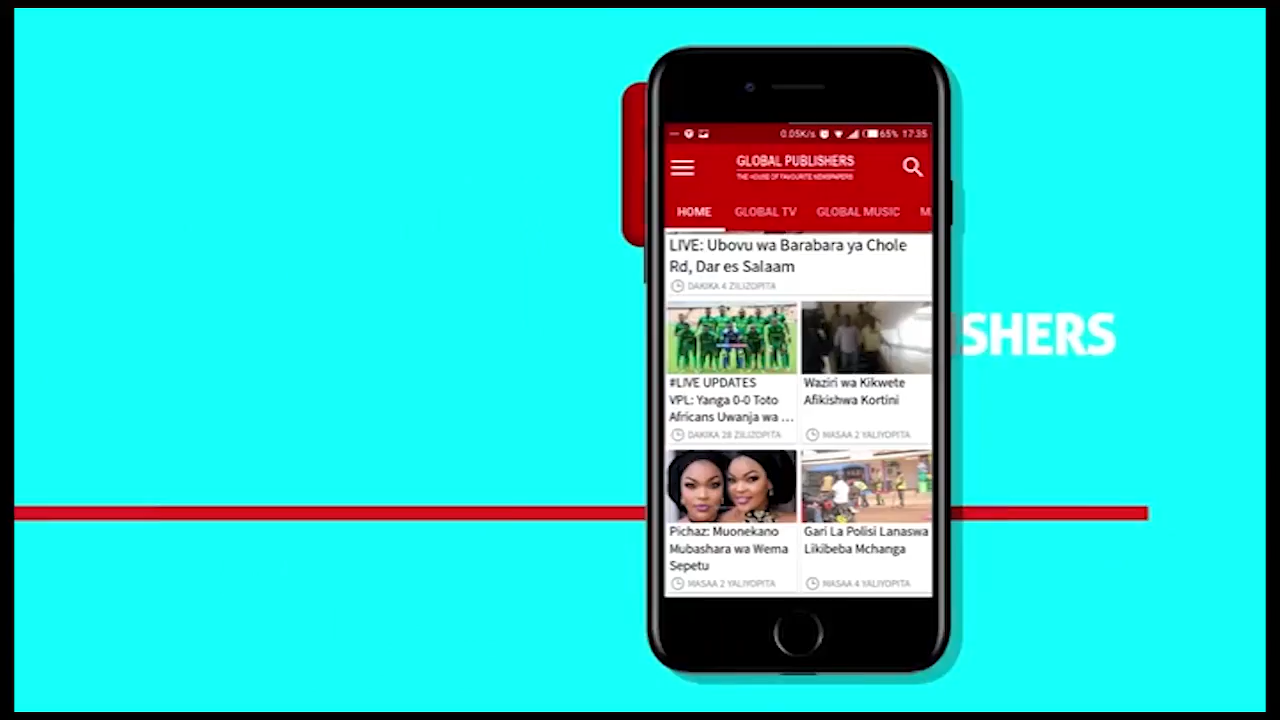 0.05K/s 65% 17.35
GLOBAL PUBLISHERS
THE HOUSE OF FAVOURITE NEWSPAPERS
HOME GLOBAL TV GLOBAL MUSIC M
LIVE: Ubovu wa Barabara ya Chole
Rd, Dar es Salaam
DAKIKA 4 ZILIZOPITA
SHERS
#LIVE UPDATES
VPL: Yanga 0-0 Toto
Africans Uwanja wa ...
DAKIKA 28 ZILIZOPITA
Waziri wa Kikwete
Afikishwa Kortini
MASAA 2 YALIYOPITA
Pichaz: Muonekano
Mubashara wa Wema
Sepetu
MASAA 2 YALIYOPITA
Gari La Polisi Lanaswa
Likibeba Mchanga
MASAA 4 YALIYOPITA